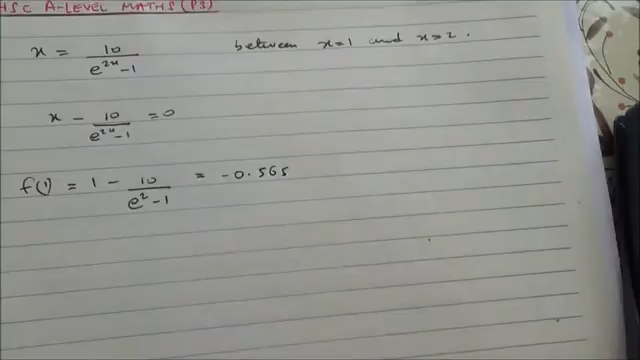 HSC A-LEVEL MATHS (P3)
x = 10 / (e^(2x) - 1) between x=1 and x=2.
x - 10 / (e^(2x) - 1) = 0
f(1) = 1 - 10 / (e^2 - 1) = -0.565